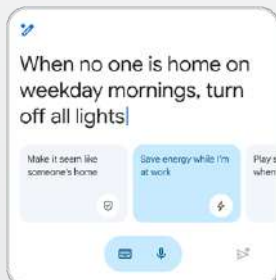 When no one is home on
weekday mornings, turn
off all lights
Make it seem like
someone's home
Save energy while I'm
at work
Play s
when